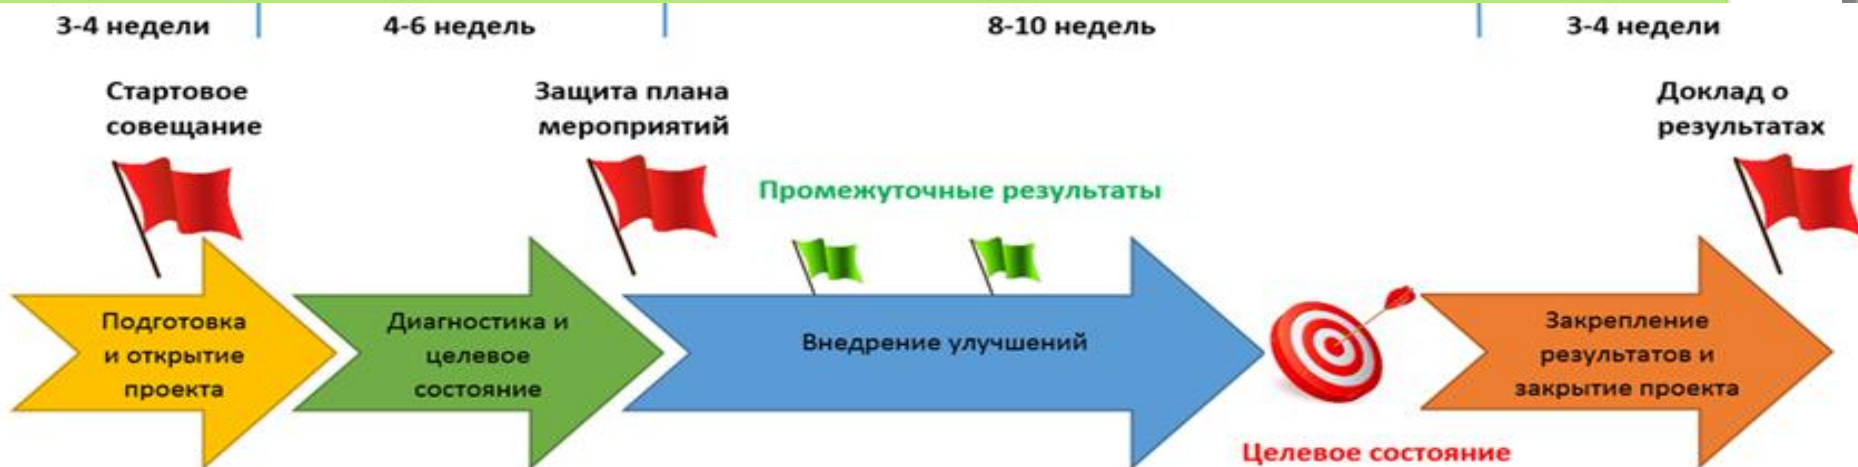 3-4 недели
4-6 недель
8-10 недель
3-4 недели
Стартовое
совещание
Защита плана
мероприятий
Доклад о
результатах
Промежуточные результаты
Подготовка
и открытие
проекта
Диагностика и
целевое
состояние
Внедрение улучшений
Закрепление
результатов и
закрытие проекта
Целевое состояние